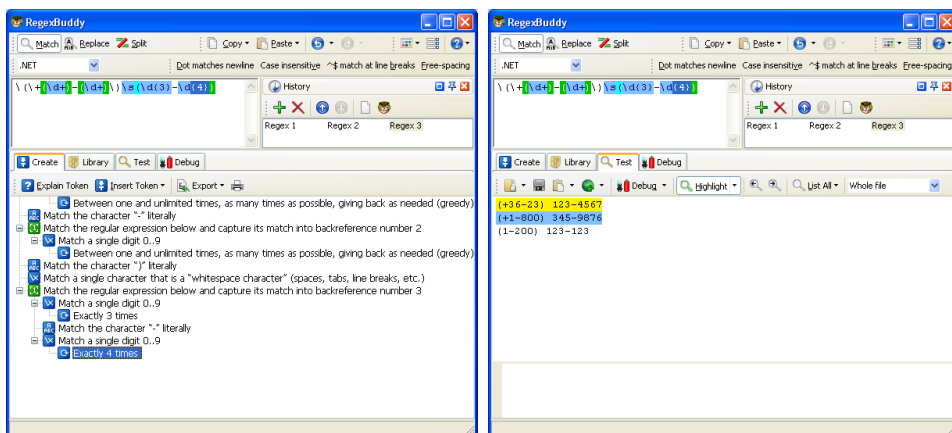 RegexBuddy
Match Replace Split Copy Paste
.NET Dot matches newline Case insensitive ^$ match at line breaks Free-spacing
\(\+(\d+)-(\d+)\)\s(\d{3}-\d{4})
History
Regex 1 Regex 2 Regex 3
Create Library Test Debug
Explain Token Insert Token Export
Between one and unlimited times, as many times as possible, giving back as needed (greedy)
Match the character "-" literally
Match the regular expression below and capture its match into backreference number 2
Match a single digit 0..9
Between one and unlimited times, as many times as possible, giving back as needed (greedy)
Match the character ")" literally
Match a single character that is a "whitespace character" (spaces, tabs, line breaks, etc.)
Match the regular expression below and capture its match into backreference number 3
Match a single digit 0..9
Exactly 3 times
Match the character "-" literally
Match a single digit 0..9
Exactly 4 times
RegexBuddy
Match Replace Split Copy Paste
.NET Dot matches newline Case insensitive ^$ match at line breaks Free-spacing
\(\+(\d+)-(\d+)\)\s(\d{3}-\d{4})
History
Regex 1 Regex 2 Regex 3
Create Library Test Debug
Debug Highlight List All Whole file
(+36-23) 123-4567
(+1-800) 345-9876
(1-200) 123-123